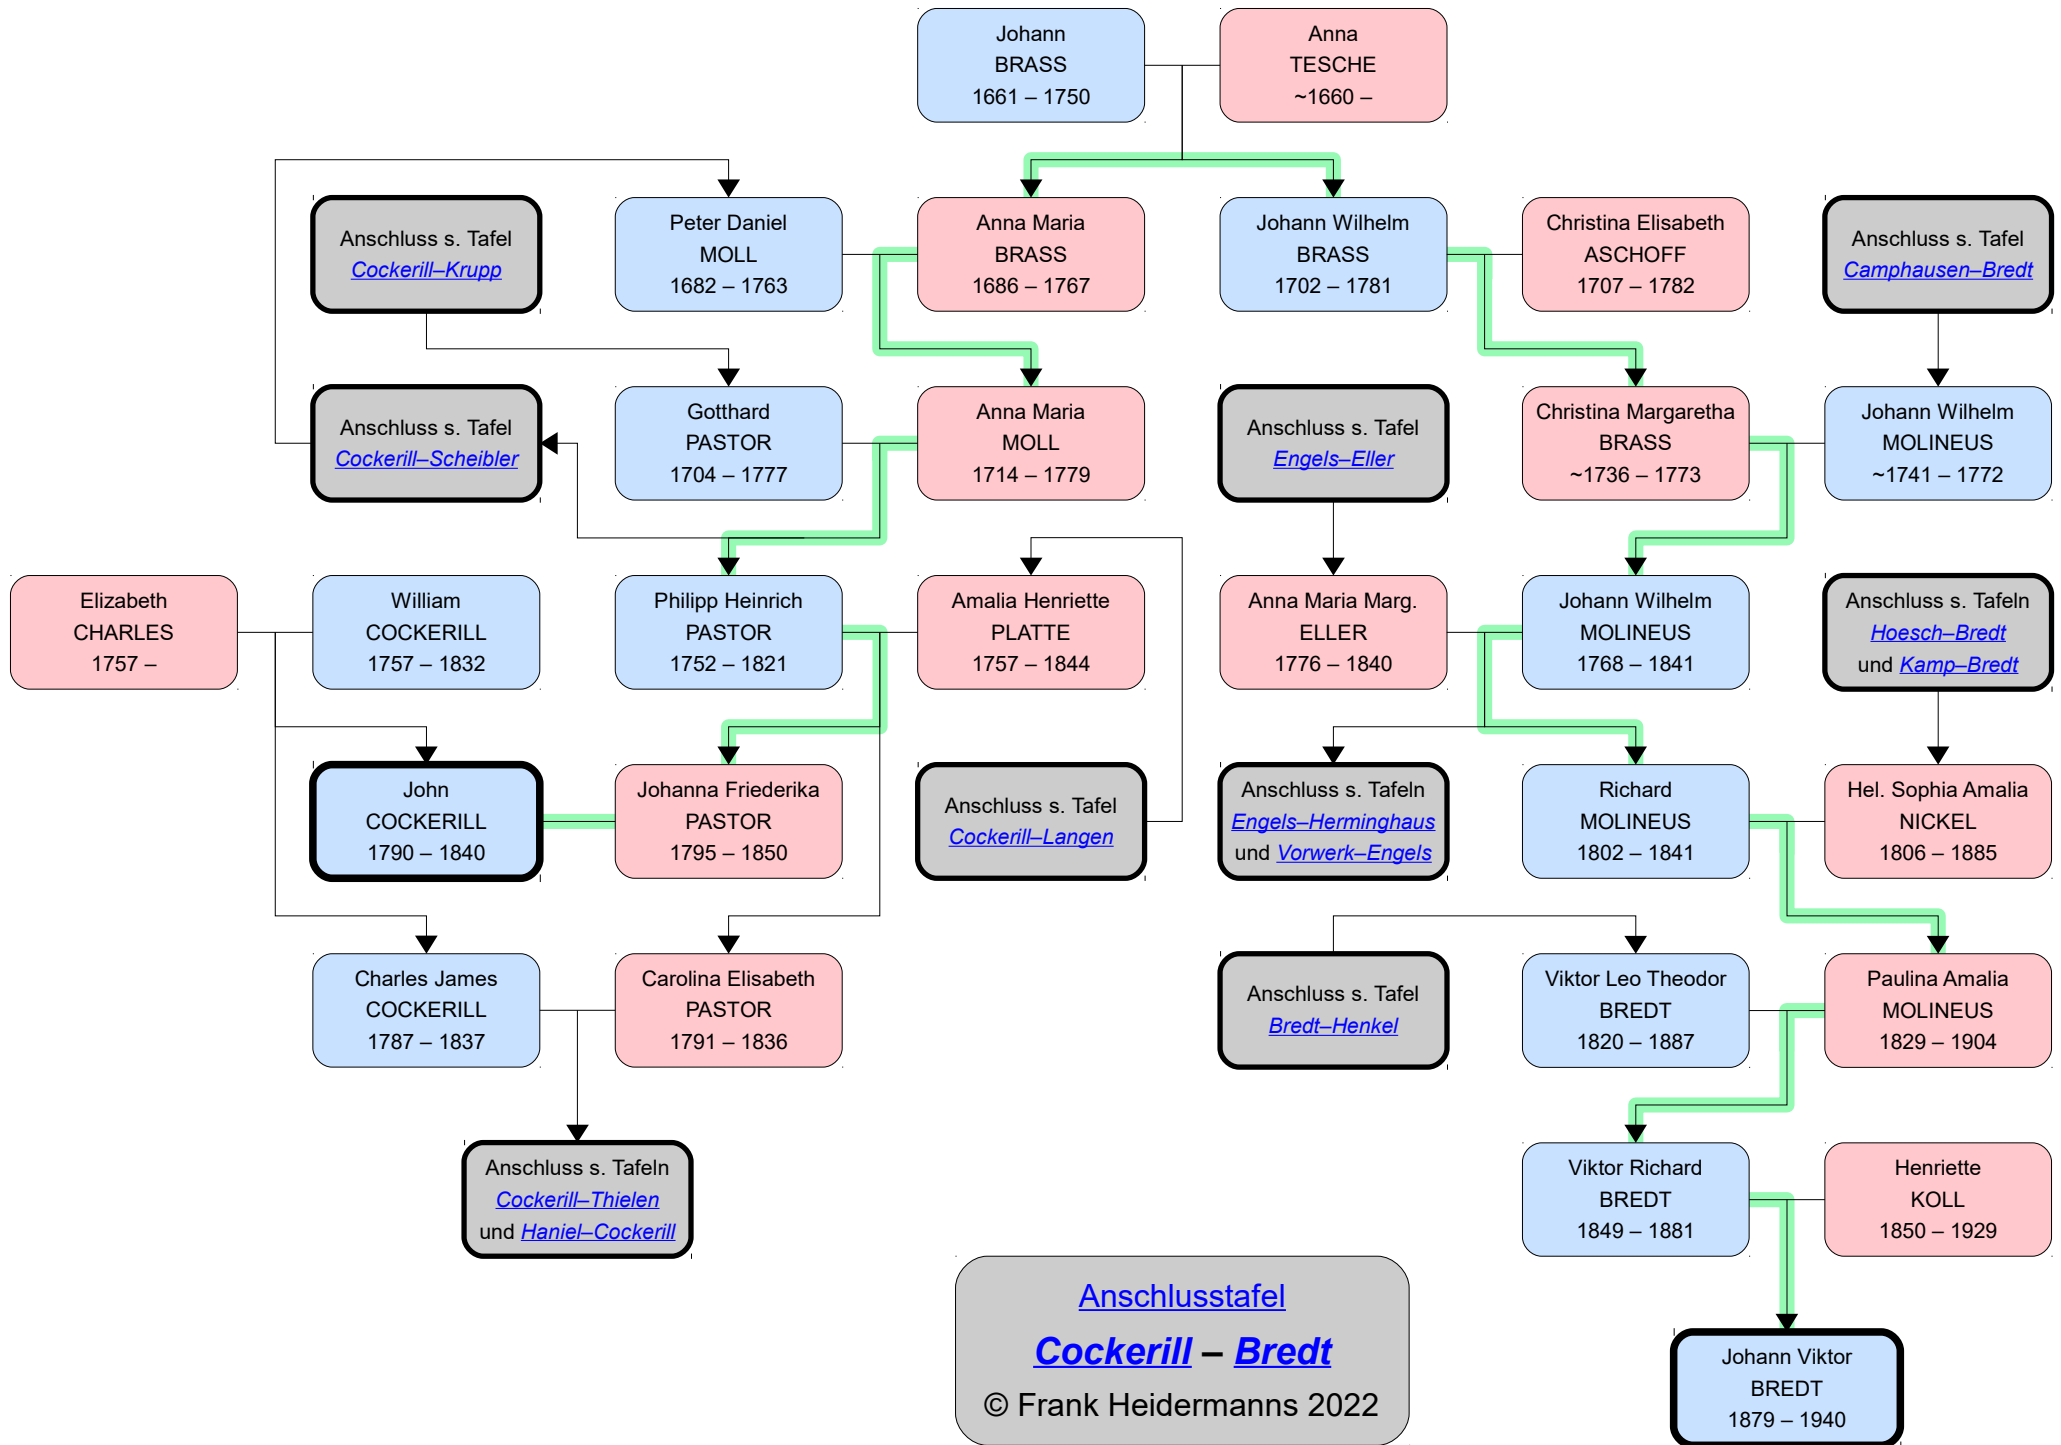 Johann
BRASS
1661 – 1750
Anna
TESCHE
~1660 –
Anschluss s. Tafel
Cockerill–Krupp
Peter Daniel
MOLL
1682 – 1763
Anna Maria
BRASS
1686 – 1767
Johann Wilhelm
BRASS
1702 – 1781
Christina Elisabeth
ASCHOFF
1707 – 1782
Anschluss s. Tafel
Camphausen–Bredt
Anschluss s. Tafel
Cockerill–Scheibler
Gotthard
PASTOR
1704 – 1777
Anna Maria
MOLL
1714 – 1779
Anschluss s. Tafel
Engels–Eller
Christina Margaretha
BRASS
~1736 – 1773
Johann Wilhelm
MOLINEUS
~1741 – 1772
Elizabeth
CHARLES
1757 –
William
COCKERILL
1757 – 1832
Philipp Heinrich
PASTOR
1752 – 1821
Amalia Henriette
PLATTE
1757 – 1844
Anna Maria Marg.
ELLER
1776 – 1840
Johann Wilhelm
MOLINEUS
1768 – 1841
Anschluss s. Tafeln
Hoesch–Bredt
und Kamp–Bredt
John
COCKERILL
1790 – 1840
Johanna Friederika
PASTOR
1795 – 1850
Anschluss s. Tafel
Cockerill–Langen
Anschluss s. Tafeln
Engels–Herminghaus
und Vorwerk–Engels
Richard
MOLINEUS
1802 – 1841
Hel. Sophia Amalia
NICKEL
1806 – 1885
Charles James
COCKERILL
1787 – 1837
Carolina Elisabeth
PASTOR
1791 – 1836
Anschluss s. Tafel
Bredt–Henkel
Viktor Leo Theodor
BREDT
1820 – 1887
Paulina Amalia
MOLINEUS
1829 – 1904
Anschluss s. Tafeln
Cockerill–Thielen
und Haniel–Cockerill
Viktor Richard
BREDT
1849 – 1881
Henriette
KOLL
1850 – 1929
Anschlusstafel
Cockerill – Bredt
© Frank Heidermanns 2022
Johann Viktor
BREDT
1879 – 1940